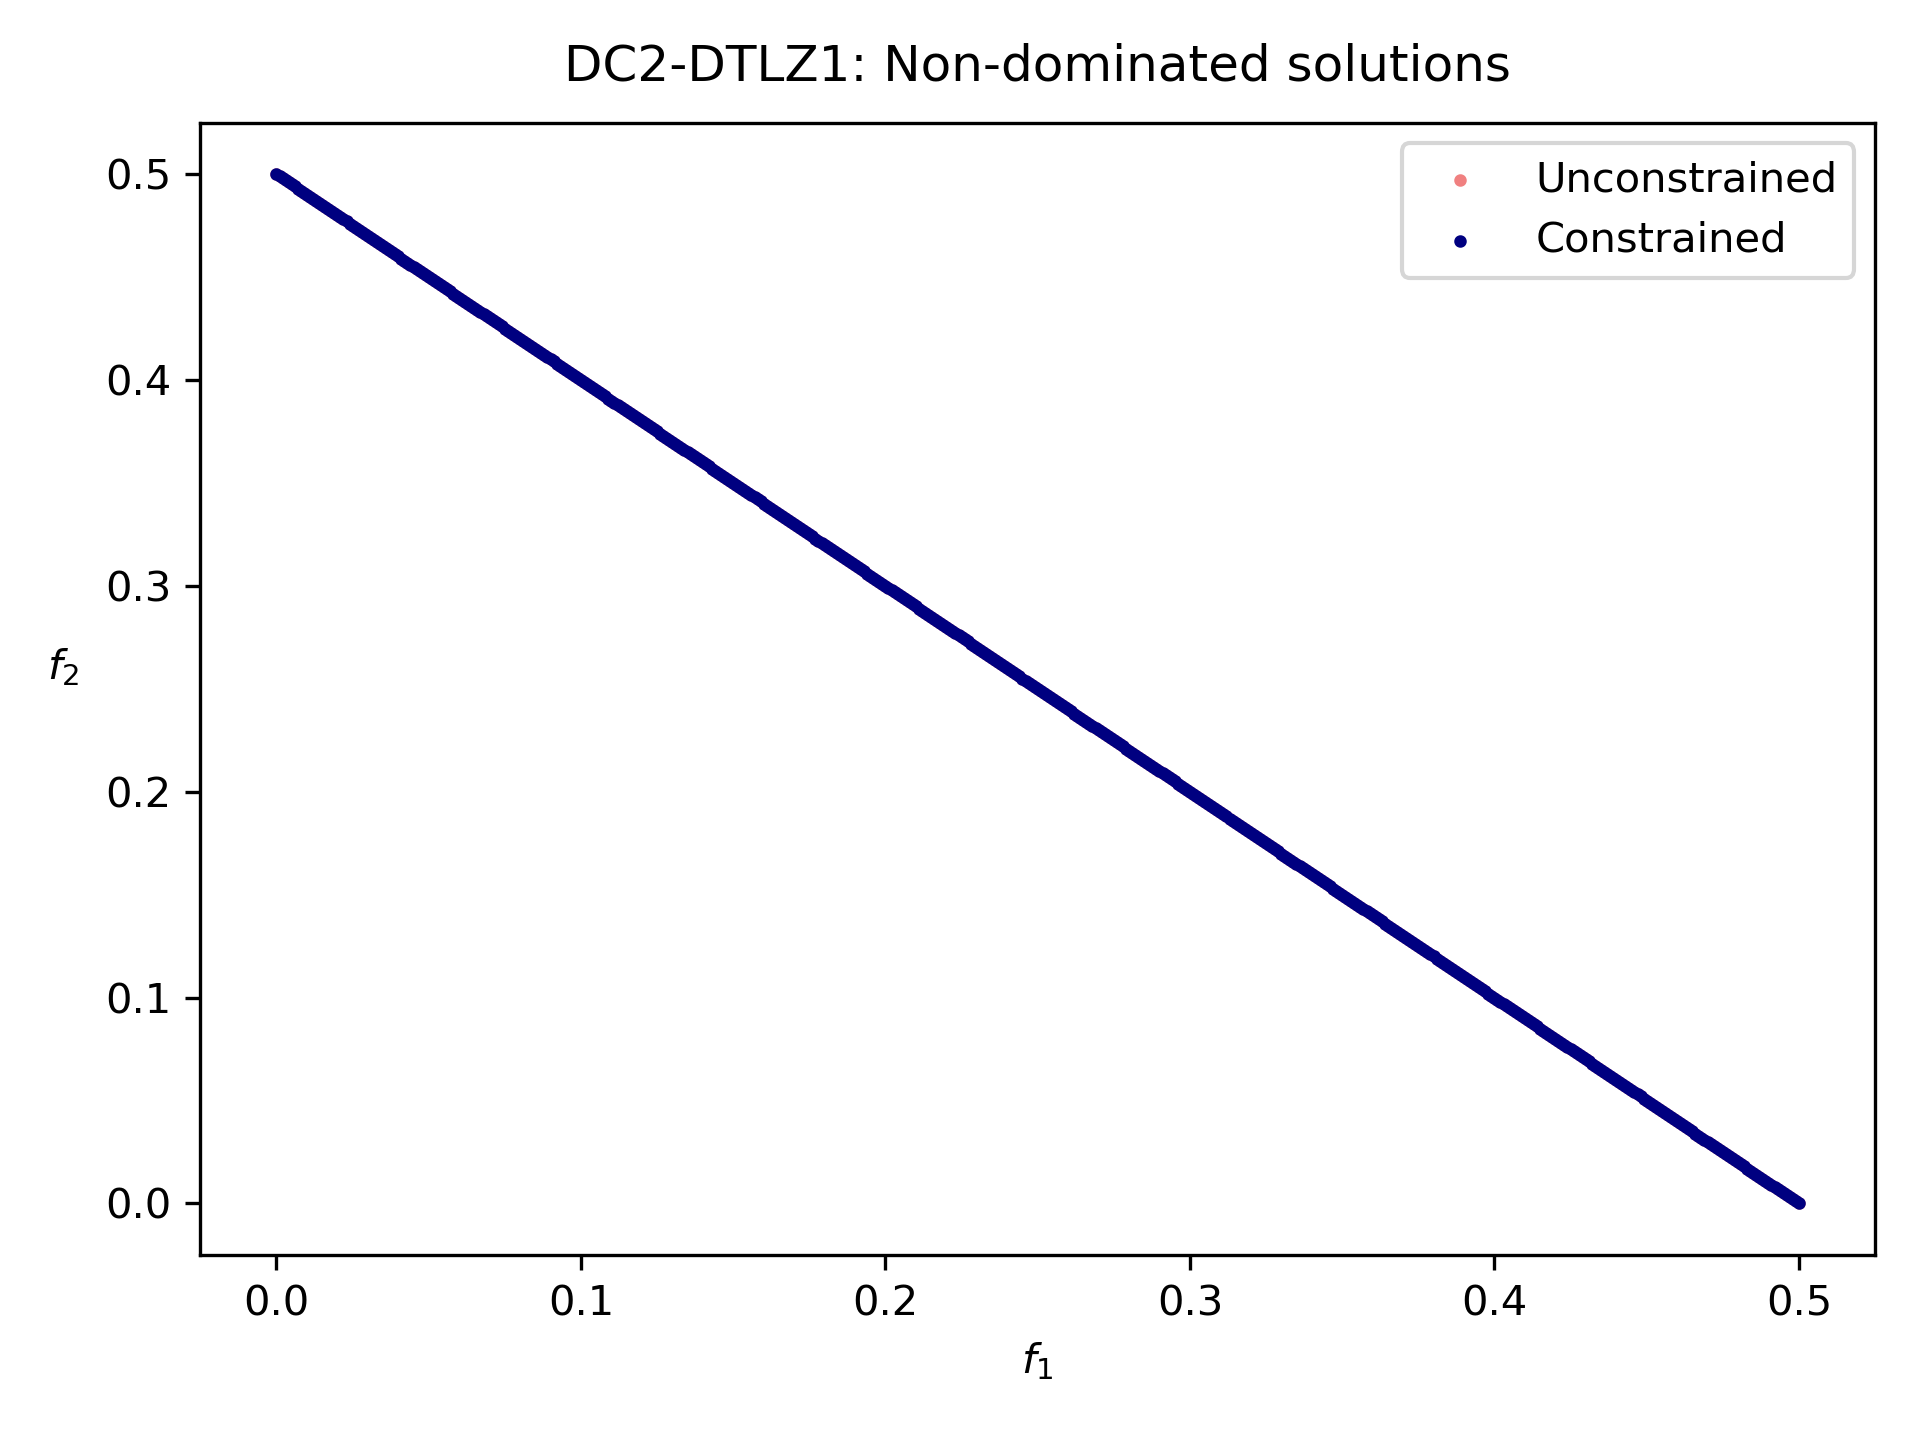 DC2-DTLZ1: Non-dominated solutions
Unconstrained
Constrained
0.5
0.4
0.3
0.2
0.1
0.0
f2
0.0 0.1 0.2 0.3 0.4 0.5
f1